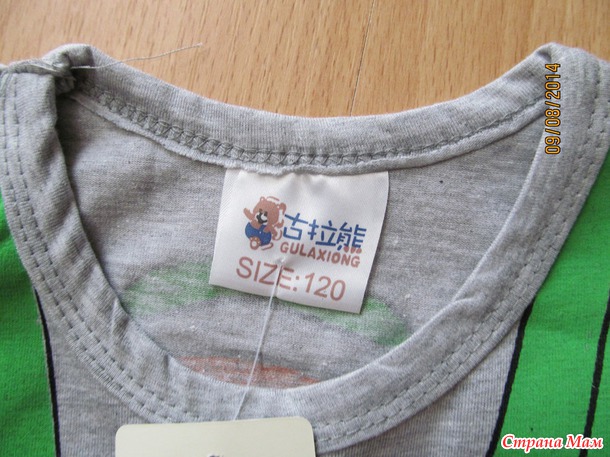 古拉熊
GULAXIONG
SIZE:120
09/08/2014
Страна Мам